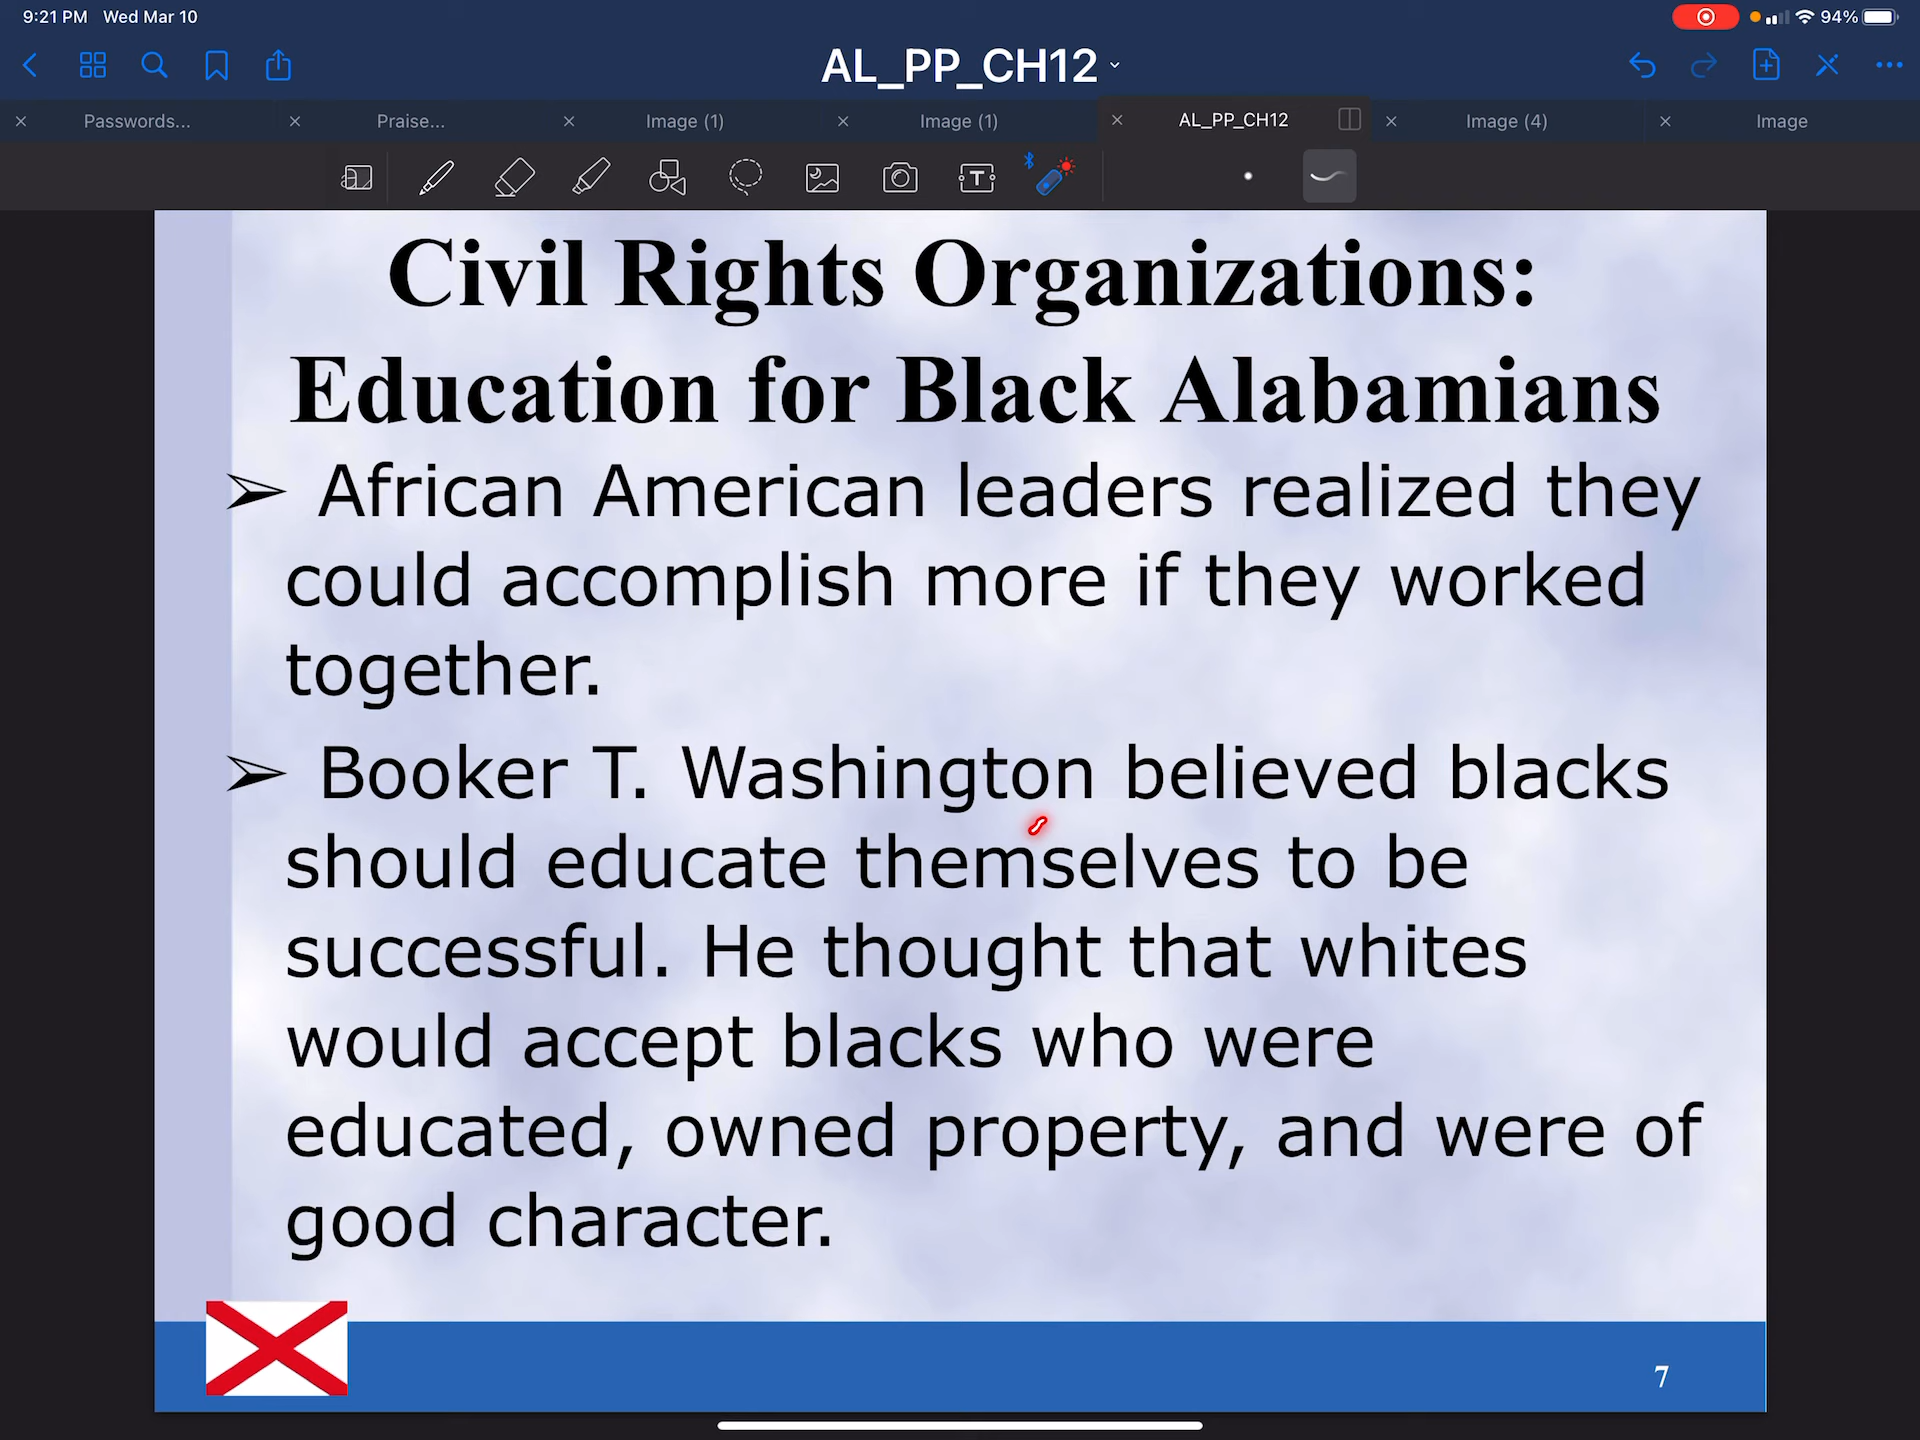 9:21 PM Wed Mar 10
94%
AL_PP_CH12
Passwords...
Praise...
Image (1)
Image (1)
AL_PP_CH12
Image (4)
Image
T
Civil Rights Organizations:
Education for Black Alabamians
➢ African American leaders realized they
could accomplish more if they worked
together.
➢ Booker T. Washington believed blacks
should educate themselves to be
successful. He thought that whites
would accept blacks who were
educated, owned property, and were of
good character.
7